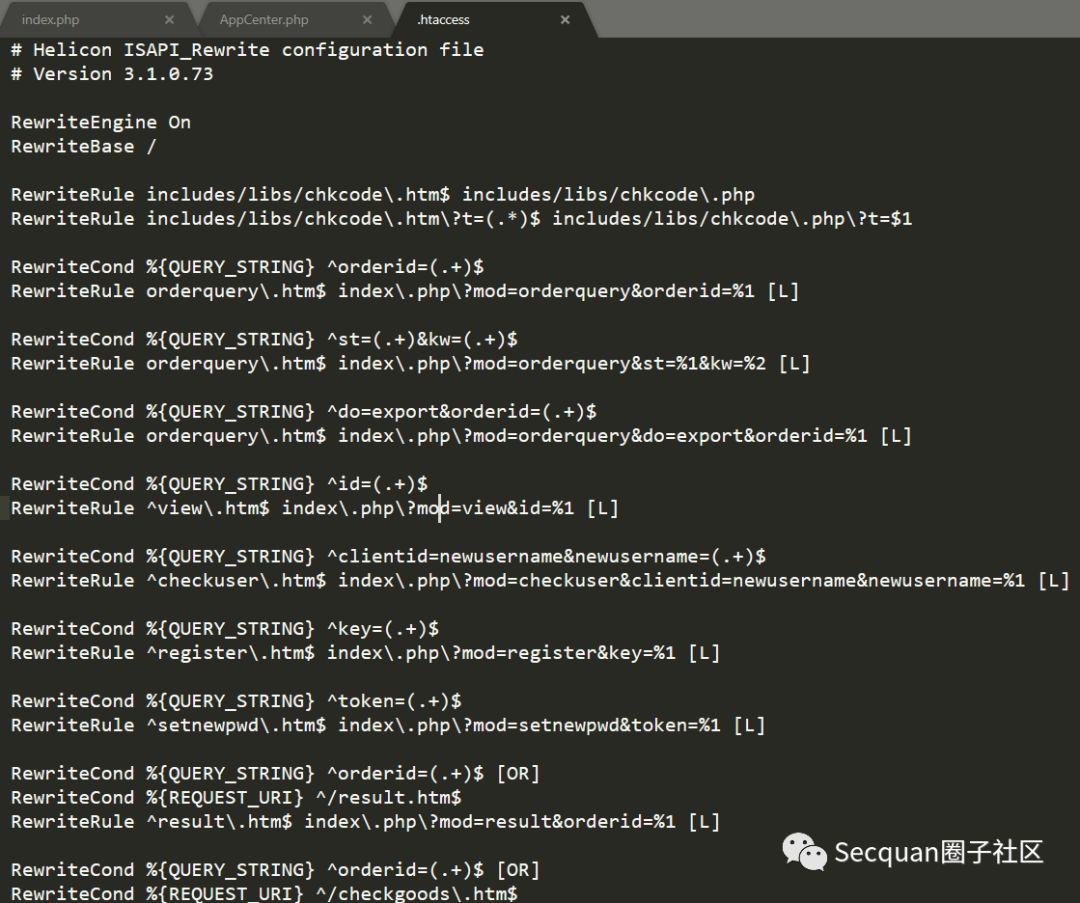 index.php × AppCenter.php × .htaccess ×
# Helicon ISAPI_Rewrite configuration file
# Version 3.1.0.73
RewriteEngine On
RewriteBase /
RewriteRule includes/libs/chkcode\.htm$ includes/libs/chkcode\.php
RewriteRule includes/libs/chkcode\.htm\?t=(.*)$ includes/libs/chkcode\.php\?t=$1
RewriteCond %{QUERY_STRING} ^orderid=(.+)$
RewriteRule orderquery\.htm$ index\.php\?mod=orderquery&orderid=%1 [L]
RewriteCond %{QUERY_STRING} ^st=(.+)&kw=(.+)$
RewriteRule orderquery\.htm$ index\.php\?mod=orderquery&st=%1&kw=%2 [L]
RewriteCond %{QUERY_STRING} ^do=export&orderid=(.+)$
RewriteRule orderquery\.htm$ index\.php\?mod=orderquery&do=export&orderid=%1 [L]
RewriteCond %{QUERY_STRING} ^id=(.+)$
RewriteRule ^view\.htm$ index\.php\?mod=view&id=%1 [L]
RewriteCond %{QUERY_STRING} ^clientid=newusername&newusername=(.+)$
RewriteRule ^checkuser\.htm$ index\.php\?mod=checkuser&clientid=newusername&newusername=%1 [L]
RewriteCond %{QUERY_STRING} ^key=(.+)$
RewriteRule ^register\.htm$ index\.php\?mod=register&key=%1 [L]
RewriteCond %{QUERY_STRING} ^token=(.+)$
RewriteRule ^setnewpwd\.htm$ index\.php\?mod=setnewpwd&token=%1 [L]
RewriteCond %{QUERY_STRING} ^orderid=(.+)$ [OR]
RewriteCond %{REQUEST_URI} ^/result.htm$
RewriteRule ^result\.htm$ index\.php\?mod=result&orderid=%1 [L]
RewriteCond %{QUERY_STRING} ^orderid=(.+)$ [OR]
RewriteCond %{REQUEST_URI} ^/checkgoods\.htm$
Secquan圈子社区